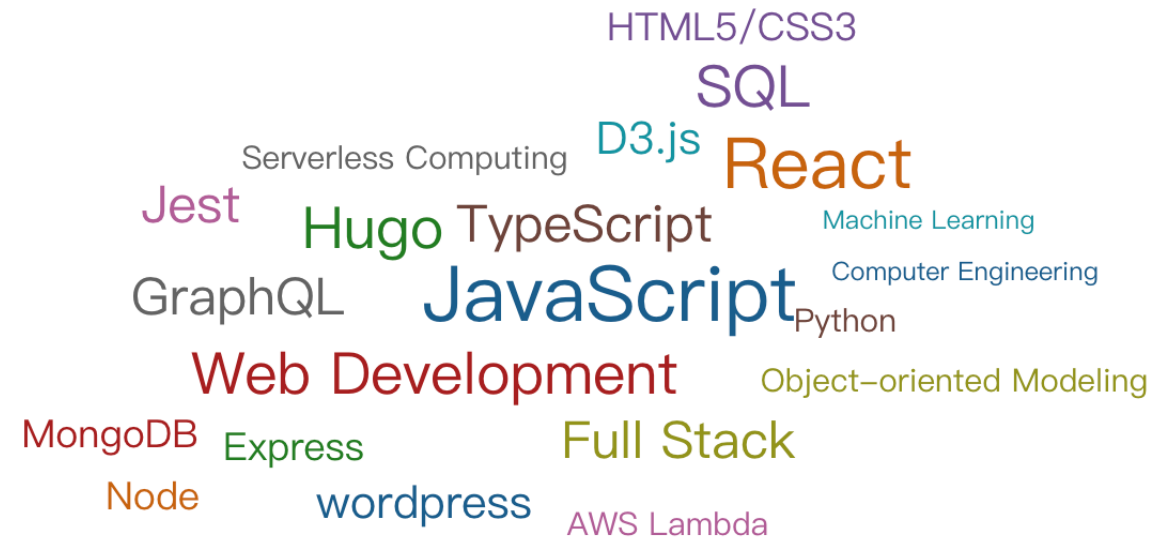 HTML5/CSS3
SQL
D3.js
React
Serverless Computing
Jest
Hugo
TypeScript
Machine Learning
GraphQL
JavaScript
Computer Engineering
Python
Web Development
Object-oriented Modeling
MongoDB
Express
Full Stack
Node
wordpress
AWS Lambda